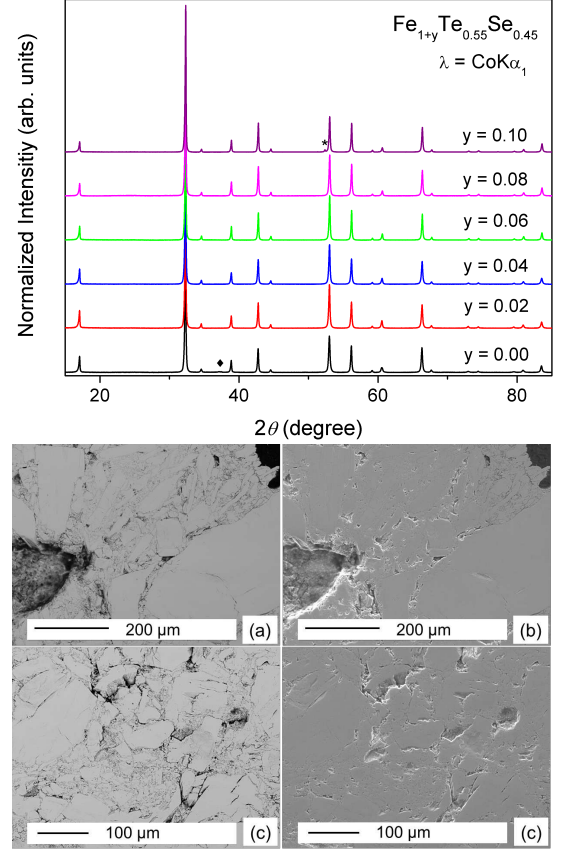 Fe1+yTe0.55Se0.45
λ = CoKα1
Normalized Intensitiy (arb. units)
*
y = 0.10
y = 0.08
y = 0.06
y = 0.04
y = 0.02
♦
y = 0.00
20 40 60 80
2θ (degree)
200 µm (a)
200 µm (b)
100 µm (c)
100 µm (c)